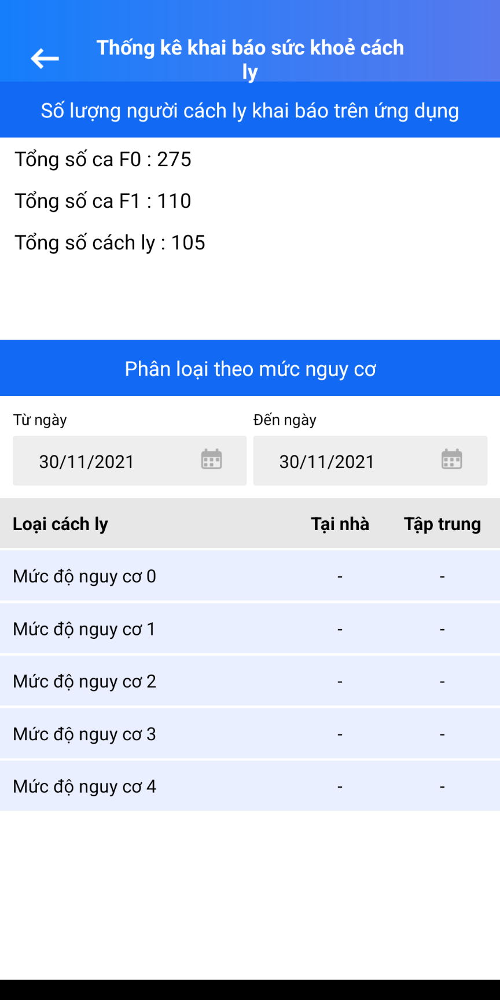 Thống kê khai báo sức khoẻ cách
ly
Số lượng người cách ly khai báo trên ứng dụng
Tổng số ca F0 : 275
Tổng số ca F1 : 110
Tổng số cách ly : 105
Phân loại theo mức nguy cơ
Từ ngày Đến ngày
30/11/2021 30/11/2021
Loại cách ly Tại nhà Tập trung
Mức độ nguy cơ 0 - -
Mức độ nguy cơ 1 - -
Mức độ nguy cơ 2 - -
Mức độ nguy cơ 3 - -
Mức độ nguy cơ 4 - -